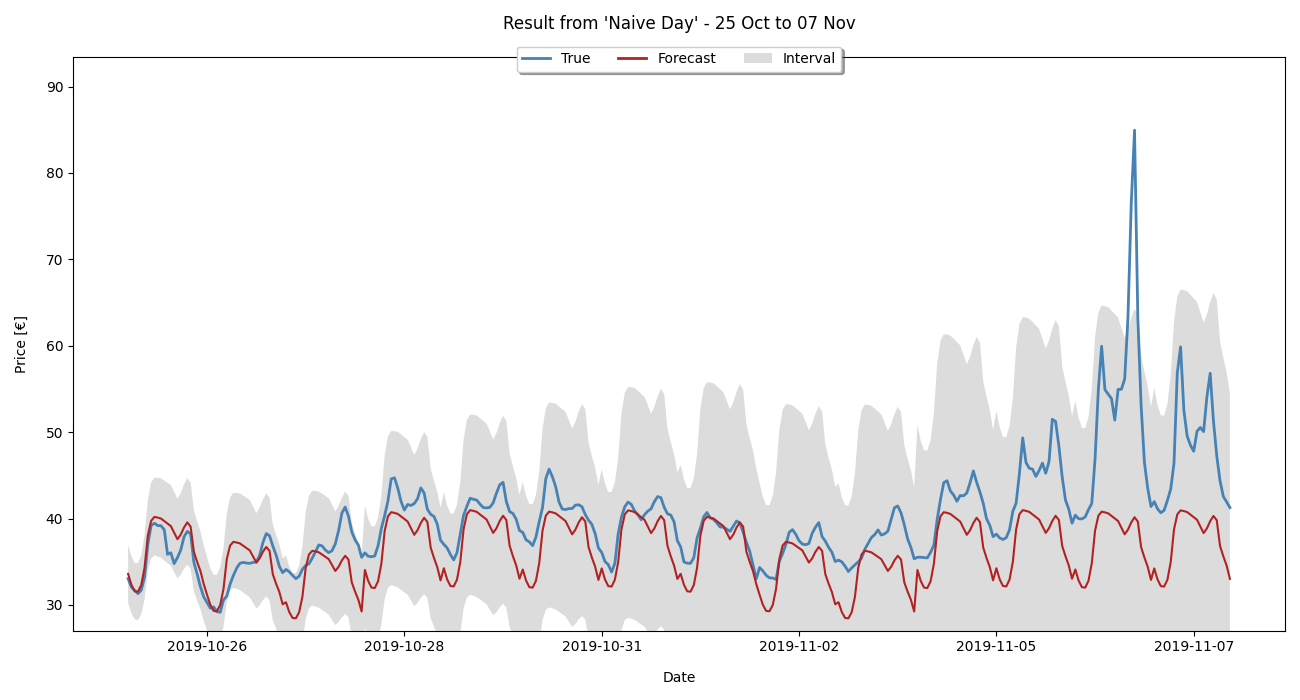 Result from 'Naive Day' - 25 Oct to 07 Nov
True Forecast Interval
90
80
70
60
50
40
30
Price [€]
2019-10-26 2019-10-28 2019-10-31 2019-11-02 2019-11-05 2019-11-07
Date